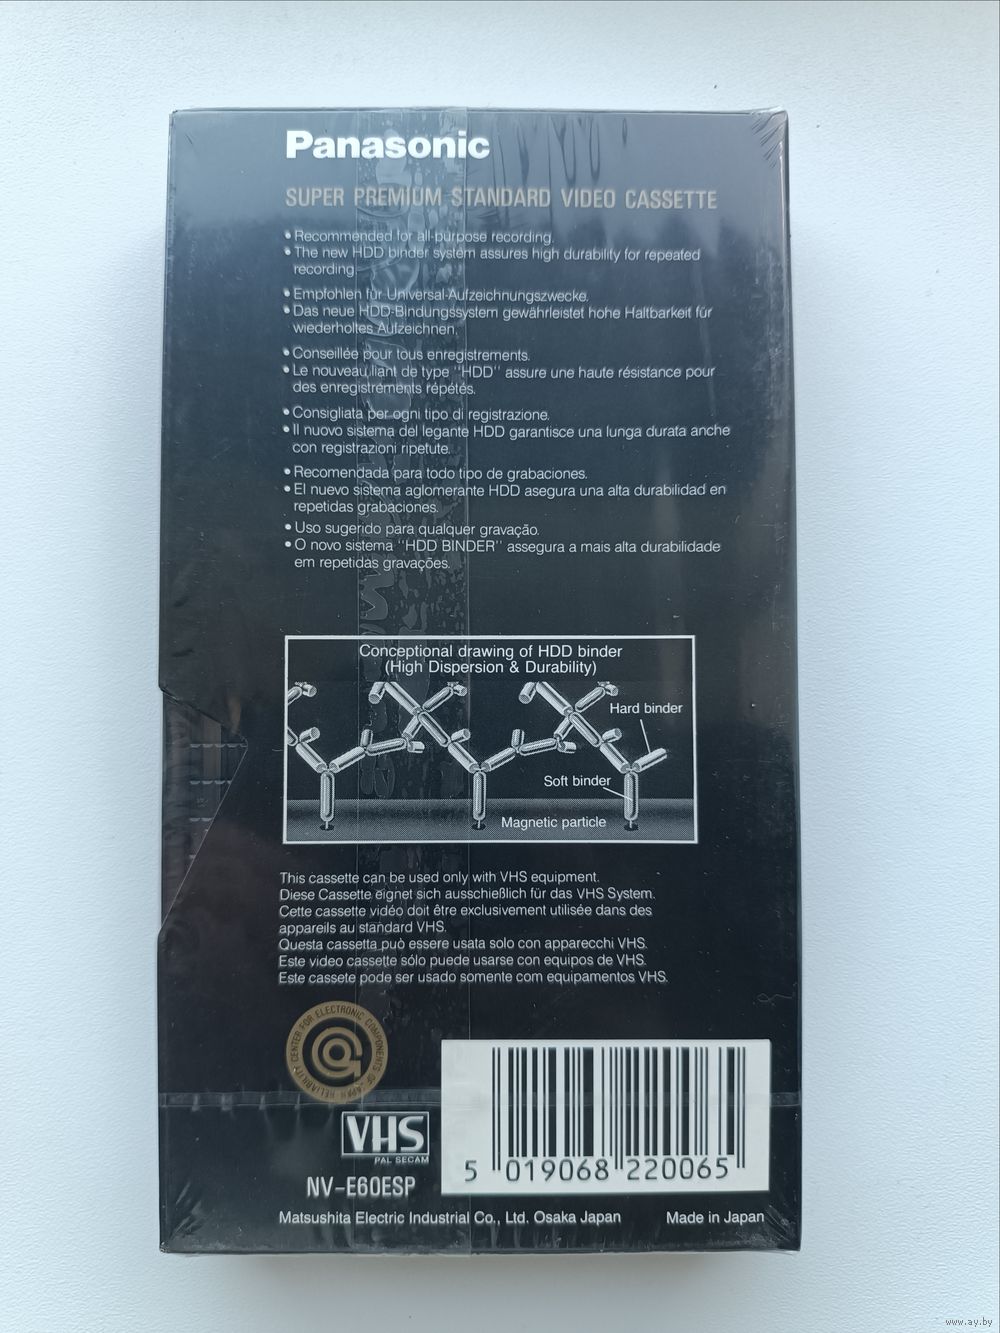 Panasonic
SUPER PREMIUM STANDARD VIDEO CASSETTE
• Recommended for all-purpose recording.
• The new HDD binder system assures high durability for repeated
recording.
• Empfohlen für Universal-Aufzeichnungszwecke.
• Das neue HDD-Bindungssystem gewährleistet hohe Haltbarkeit für
wiederholtes Aufzeichnen.
• Conseillée pour tous enregistrements.
• Le nouveau liant de type "HDD" assure une haute résistance pour
des enregistréments répétés.
• Consigliata per ogni tipo di registrazione.
• Il nuovo sistema del legante HDD garantisce una lunga durata anche
con registrazioni ripetute.
• Recomendada para todo tipo de grabaciones.
• El nuevo sistema aglomerante HDD asegura una alta durabilidad en
repetidas grabaciones.
• Uso sugerido para qualquer gravação.
• O novo sistema "HDD BINDER" assegura a mais alta durabilidade
em repetidas gravações.
Conceptional drawing of HDD binder
(High Dispersion & Durability)
Hard binder
Soft binder
Magnetic particle
This cassette can be used only with VHS equipment.
Diese Cassette eignet sich ausschießlich für das VHS System.
Cette cassette vidéo doit être exclusivement utilisée dans des
appareils au standard VHS.
Questa cassetta può essere usata solo con apparecchi VHS.
Este video cassette sólo puede usarse con equipos de VHS.
Este cassete pode ser usado somente com equipamentos VHS.
RELIABILITY CENTER FOR ELECTRONIC COMPONENTS OF JAPAN
VHS
PAL SECAM
5 019068 220065
NV-E60ESP
Matsushita Electric Industrial Co., Ltd. Osaka Japan Made in Japan
www.ay.by